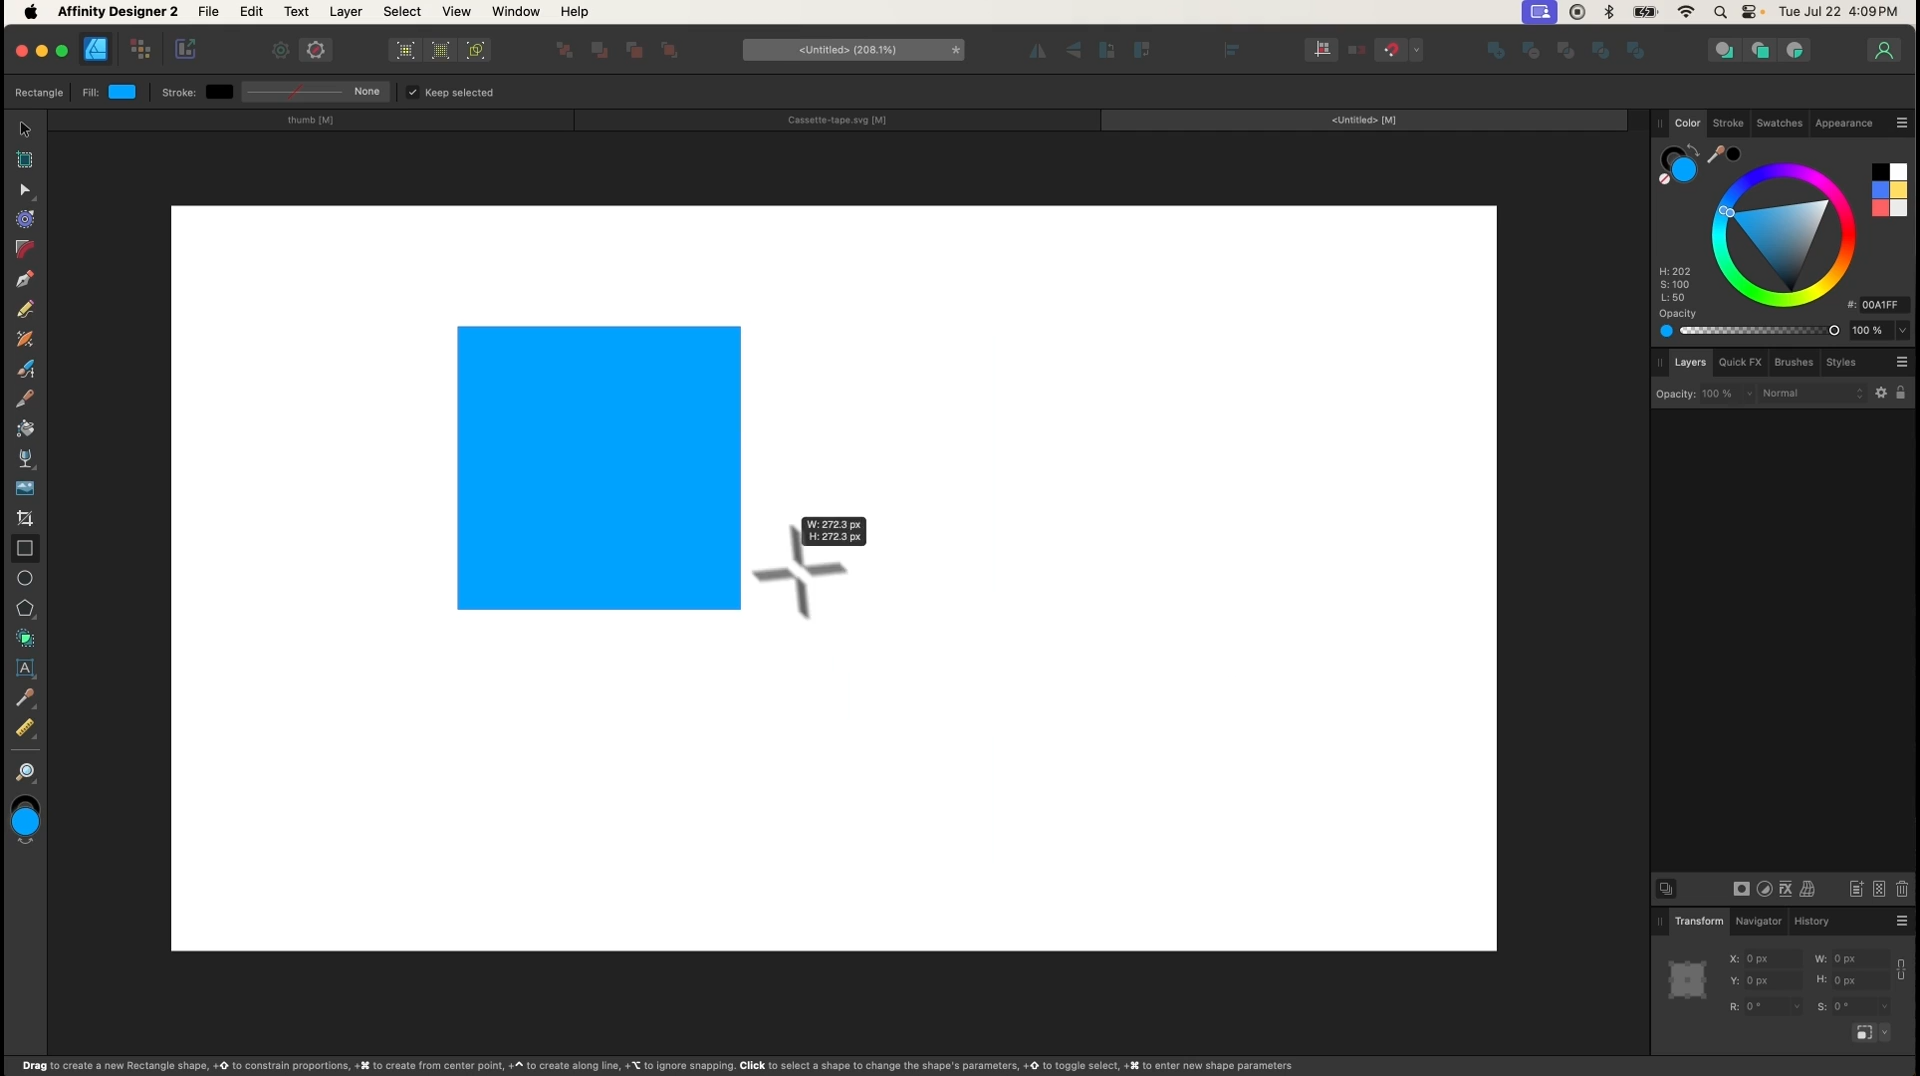 Affinity Designer 2 File Edit Text Layer Select View Window Help Tue Jul 22 4:09 PM
<Untitled> (208.1%) *
Rectangle Fill: Stroke: None Keep selected
thumb [M] Cassette-tape.svg [M] <Untitled> [M]
Color Stroke Swatches Appearance
H: 202
S: 100
L: 50
#: 00A1FF
Opacity
100 %
Layers Quick FX Brushes Styles
Opacity: 100 % Normal
W: 272.3 px
H: 272.3 px
A
FX
Transform Navigator History
X: 0 px W: 0 px
Y: 0 px H: 0 px
R: 0 ° S: 0 °
Drag to create a new Rectangle shape, +⇧ to constrain proportions, +⌘ to create from center point, +⌃ to create along line, +⌥ to ignore snapping. Click to select a shape to change the shape's parameters, +⇧ to toggle select, +⌘ to enter new shape parameters